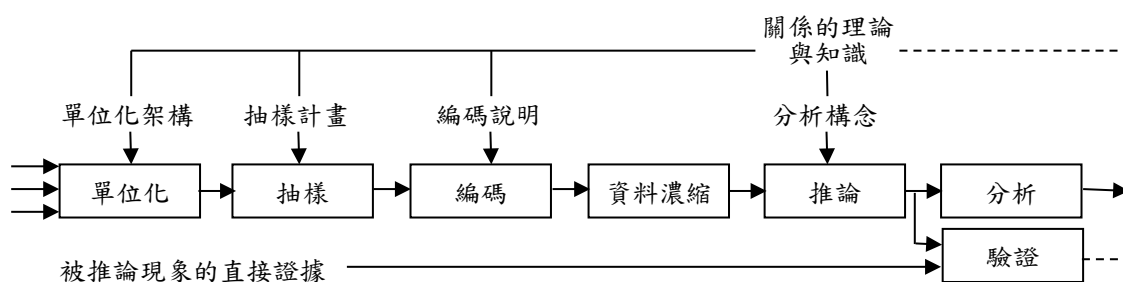 關係的理論
與知識
單位化架構
抽樣計畫
編碼說明
分析構念
單位化
抽樣
編碼
資料濃缩
推論
分析
驗證
被推論現象的直接證據